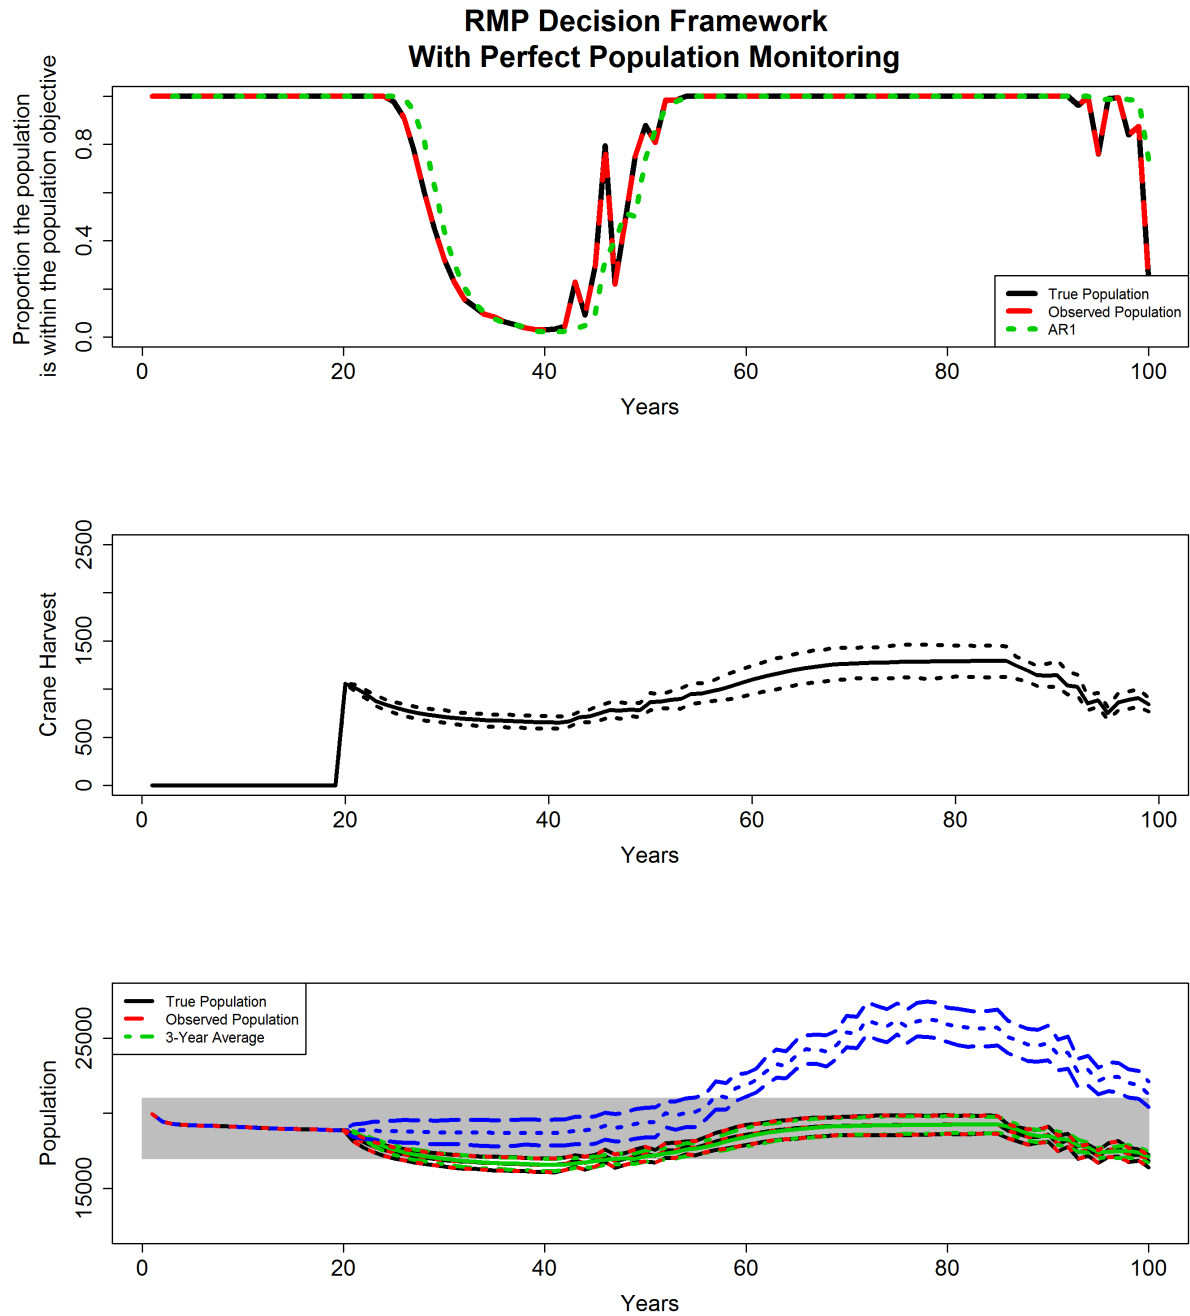 RMP Decision Framework
With Perfect Population Monitoring
Proportion the population
is within the population objective
0.0
0.4
0.8
True Population
Observed Population
AR1
0
20
40
60
80
100
Years
Crane Harvest
0
500
1500
2500
0
20
40
60
80
100
Years
Population
15000
25000
True Population
Observed Population
3-Year Average
0
20
40
60
80
100
Years